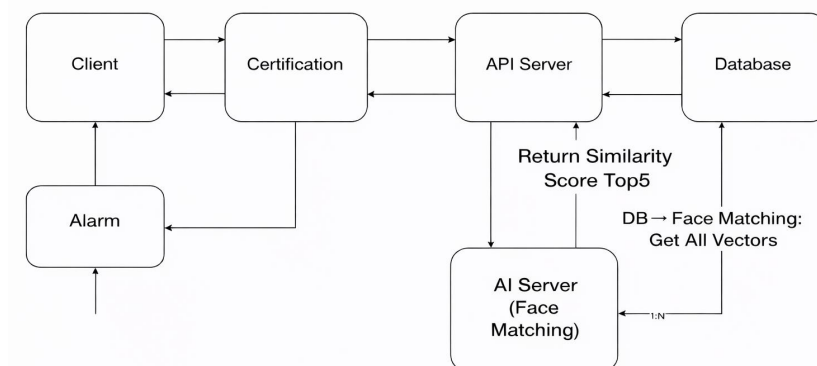 Client
Certification
API Server
Database
Return Similarity
Score Top5
Alarm
DB → Face Matching:
Get All Vectors
AI Server
(Face
Matching)
1:N